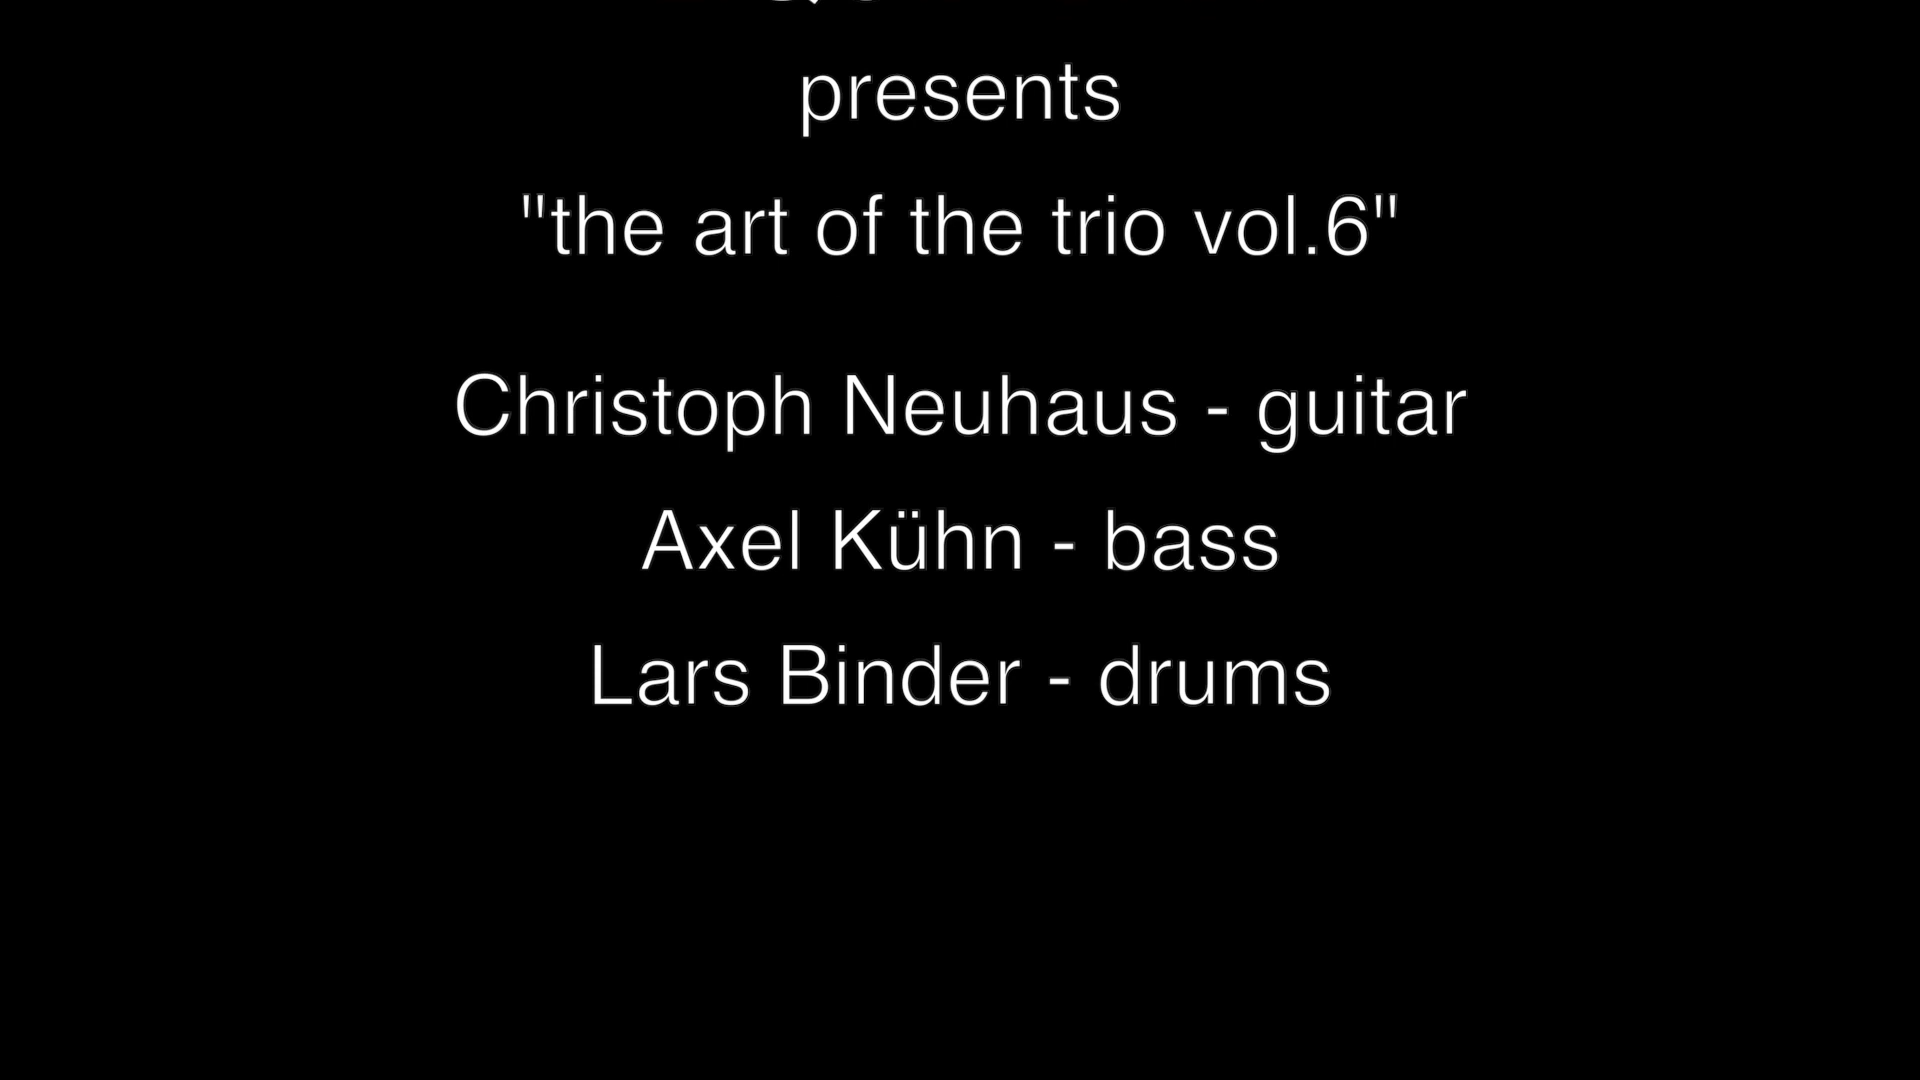 presents
"the art of the trio vol.6"
Christoph Neuhaus - guitar
Axel Kühn - bass
Lars Binder - drums